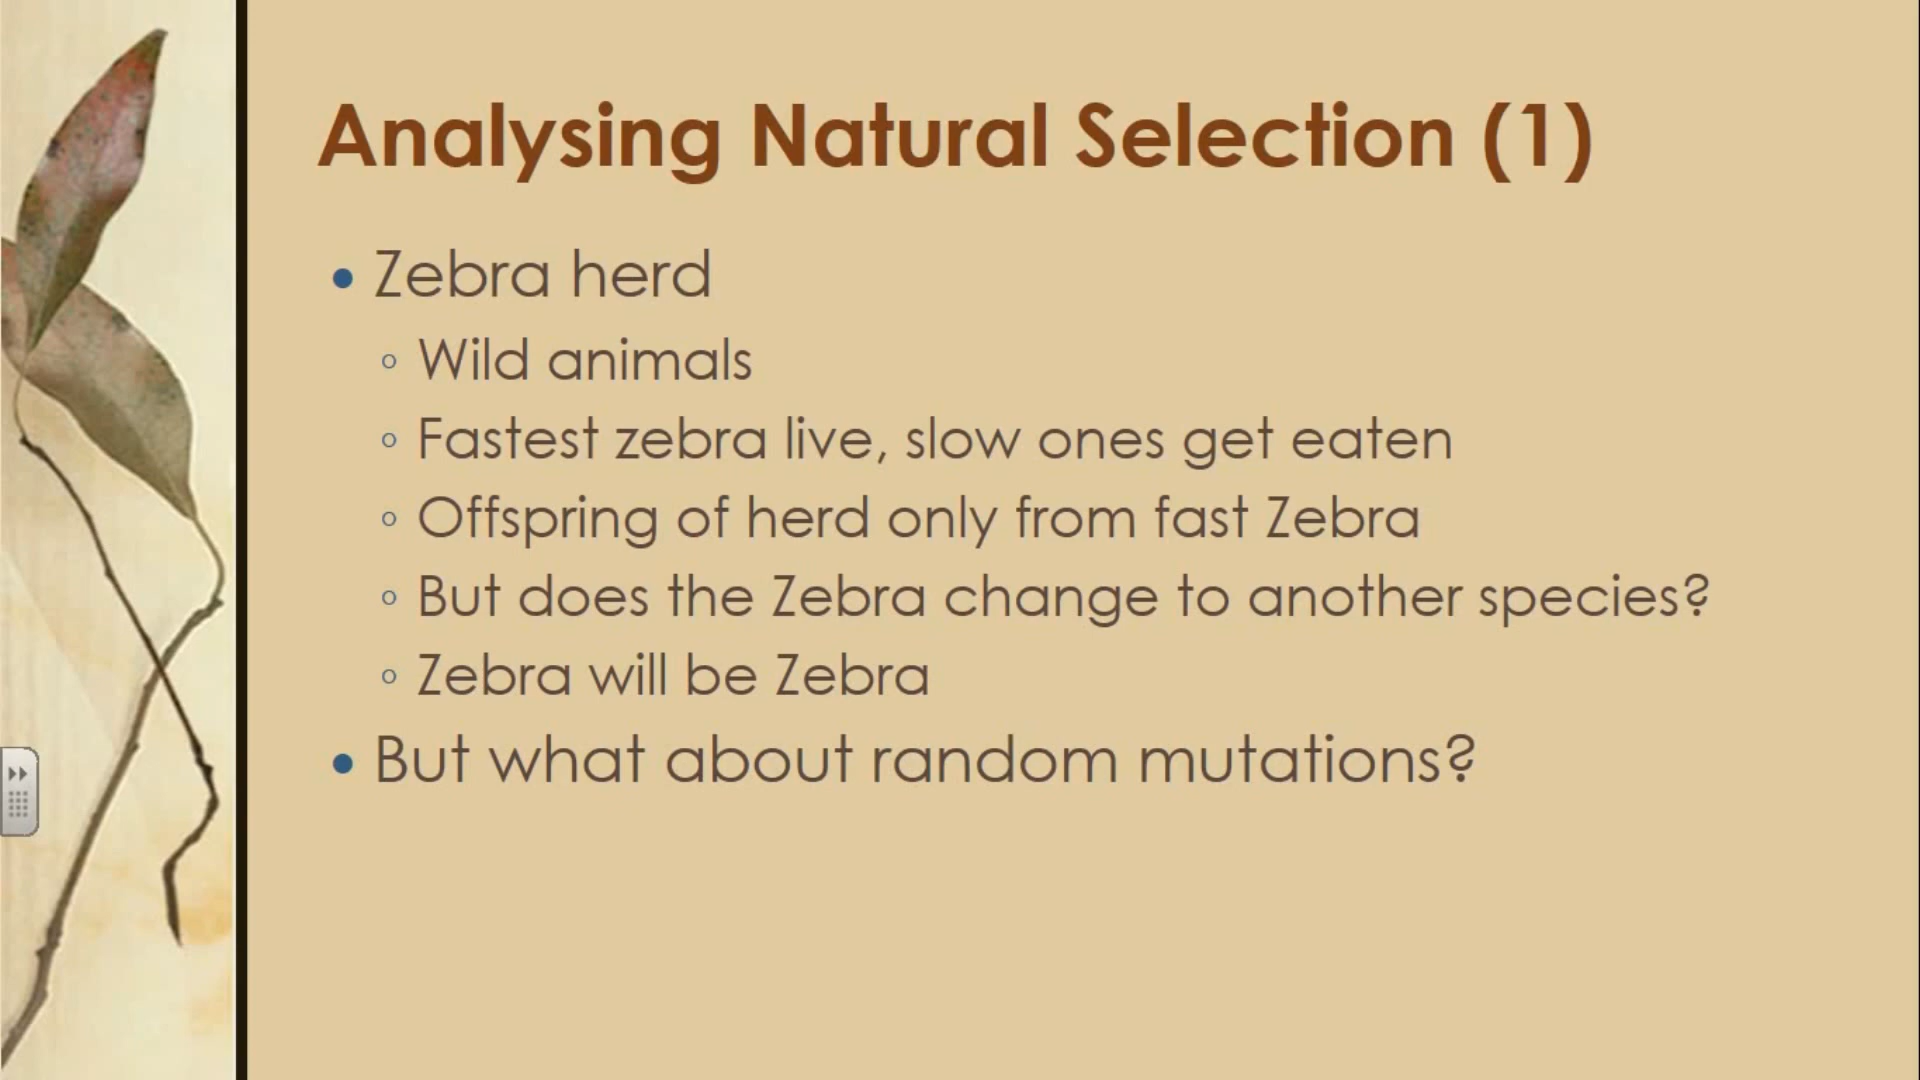 Analysing Natural Selection (1)
• Zebra herd
◦ Wild animals
◦ Fastest zebra live, slow ones get eaten
◦ Offspring of herd only from fast Zebra
◦ But does the Zebra change to another species?
◦ Zebra will be Zebra
• But what about random mutations?